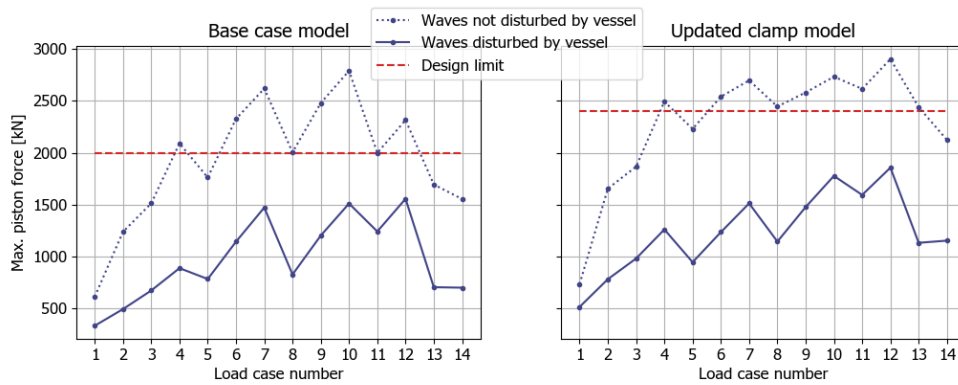 Base case model
Waves not disturbed by vessel
Waves disturbed by vessel
Design limit
Updated clamp model
Max. piston force [kN]
3000
2500
2000
1500
1000
500
1 2 3 4 5 6 7 8 9 10 11 12 13 14
Load case number
1 2 3 4 5 6 7 8 9 10 11 12 13 14
Load case number